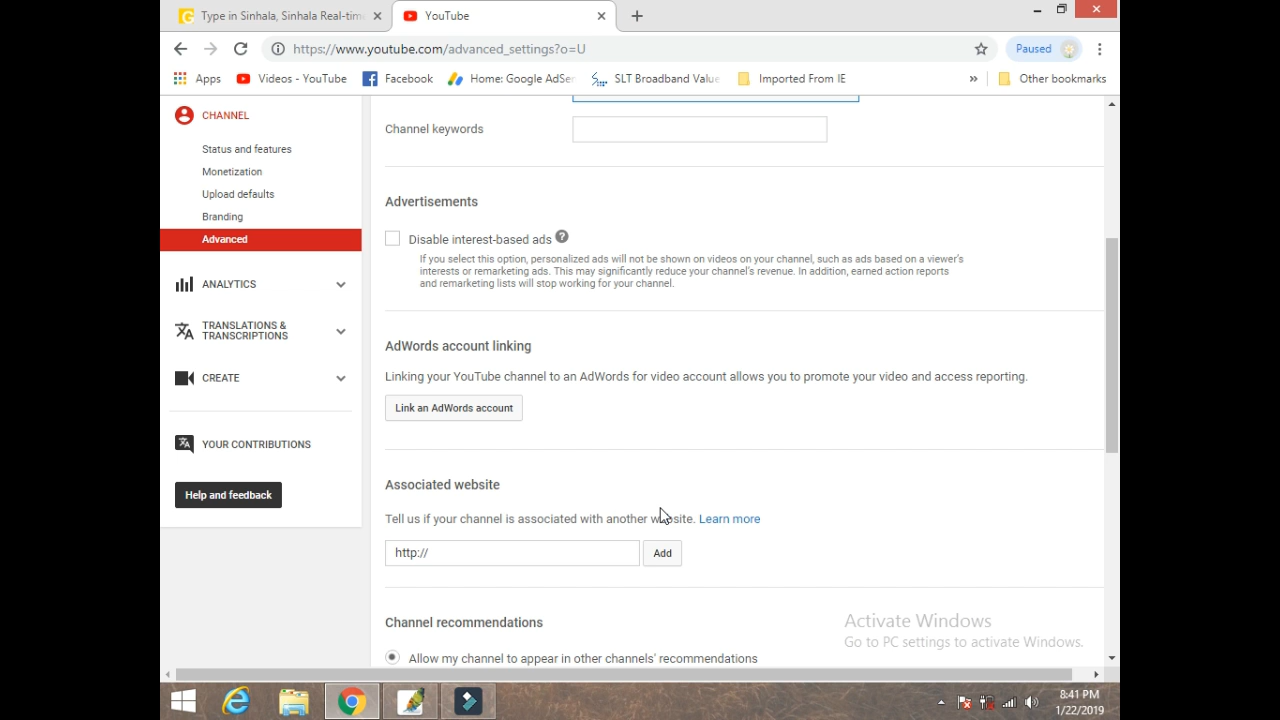 Type in Sinhala, Sinhala Real-tim
YouTube
https://www.youtube.com/advanced_settings?o=U
Paused
Apps
Videos - YouTube
Facebook
Home: Google AdSen
SLT Broadband Value
Imported From IE
»
Other bookmarks
CHANNEL
Status and features
Monetization
Upload defaults
Branding
Advanced
ANALYTICS
TRANSLATIONS &
TRANSCRIPTIONS
CREATE
YOUR CONTRIBUTIONS
Help and feedback
Channel keywords
Advertisements
Disable interest-based ads ?
If you select this option, personalized ads will not be shown on videos on your channel, such as ads based on a viewer's
interests or remarketing ads. This may significantly reduce your channel's revenue. In addition, earned action reports
and remarketing lists will stop working for your channel.
AdWords account linking
Linking your YouTube channel to an AdWords for video account allows you to promote your video and access reporting.
Link an AdWords account
Associated website
Tell us if your channel is associated with another website. Learn more
http://
Add
Channel recommendations
Allow my channel to appear in other channels' recommendations
Activate Windows
Go to PC settings to activate Windows.
8:41 PM
1/22/2019